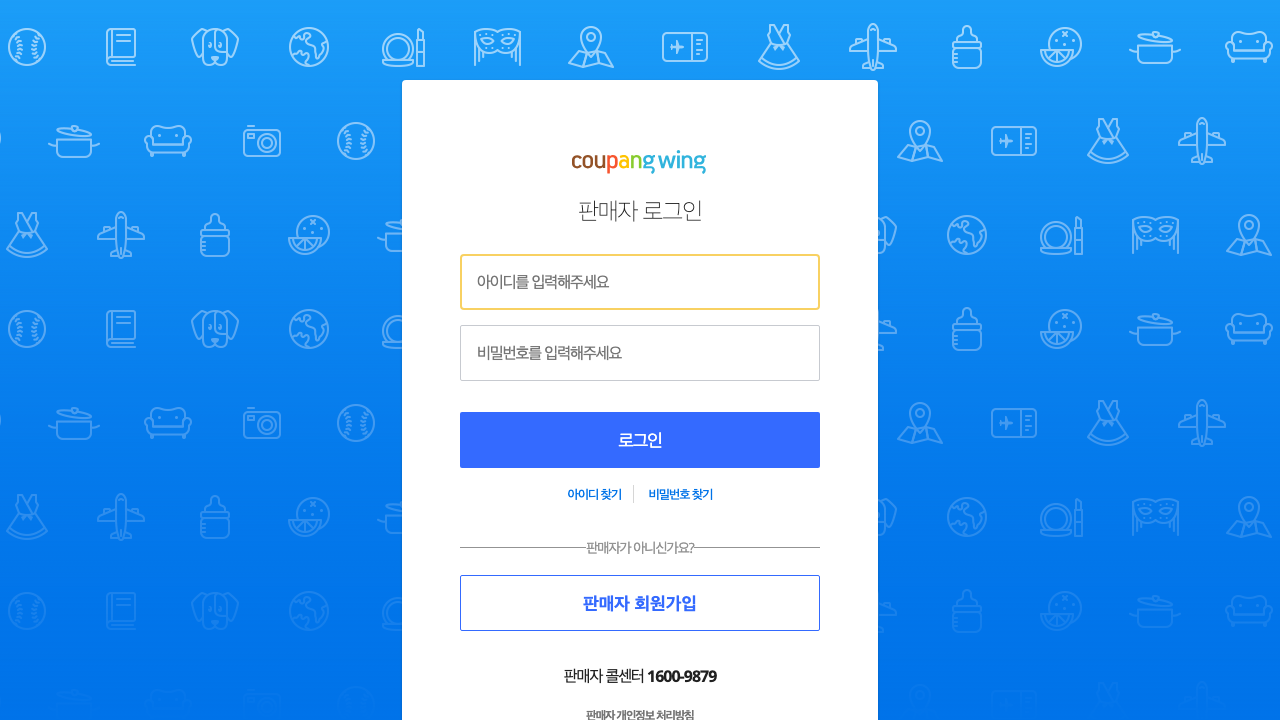 coupang wing
판매자 로그인
아이디를 입력해주세요
비밀번호를 입력해주세요
로그인
아이디 찾기 비밀번호 찾기
판매자가 아니신가요?
판매자 회원가입
판매자 콜센터 1600-9879
판매자 개인정보 처리방침